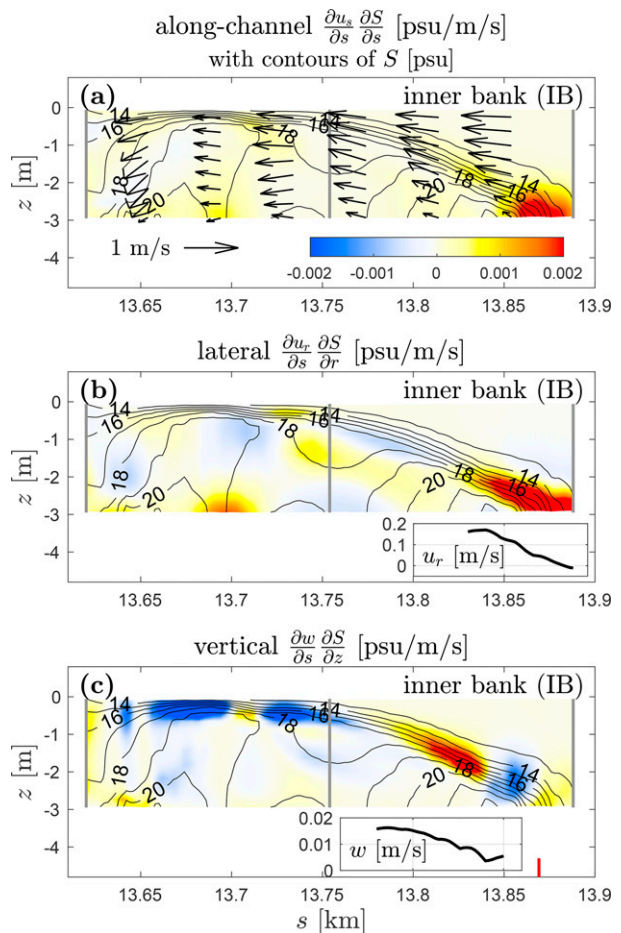 along-channel ∂u_s/∂s ∂S/∂s [psu/m/s]
with contours of S [psu]
(a)
inner bank (IB)
0
-1
-2
-3
-4
z [m]
14
16
18
18
14
20
18
16
14
20
1 m/s
-0.002 -0.001 0 0.001 0.002
13.65 13.7 13.75 13.8 13.85 13.9
lateral ∂u_r/∂s ∂S/∂r [psu/m/s]
(b)
inner bank (IB)
0
-1
-2
-3
-4
z [m]
14
16
18
18
14
20
20
18
16
14
0.2
0.1
0
u_r [m/s]
13.65 13.7 13.75 13.8 13.85 13.9
vertical ∂w/∂s ∂S/∂z [psu/m/s]
(c)
inner bank (IB)
0
-1
-2
-3
-4
z [m]
14
16
18
18
14
20
20
18
16
14
0.02
0.01
0
w [m/s]
13.65 13.7 13.75 13.8 13.85 13.9
s [km]